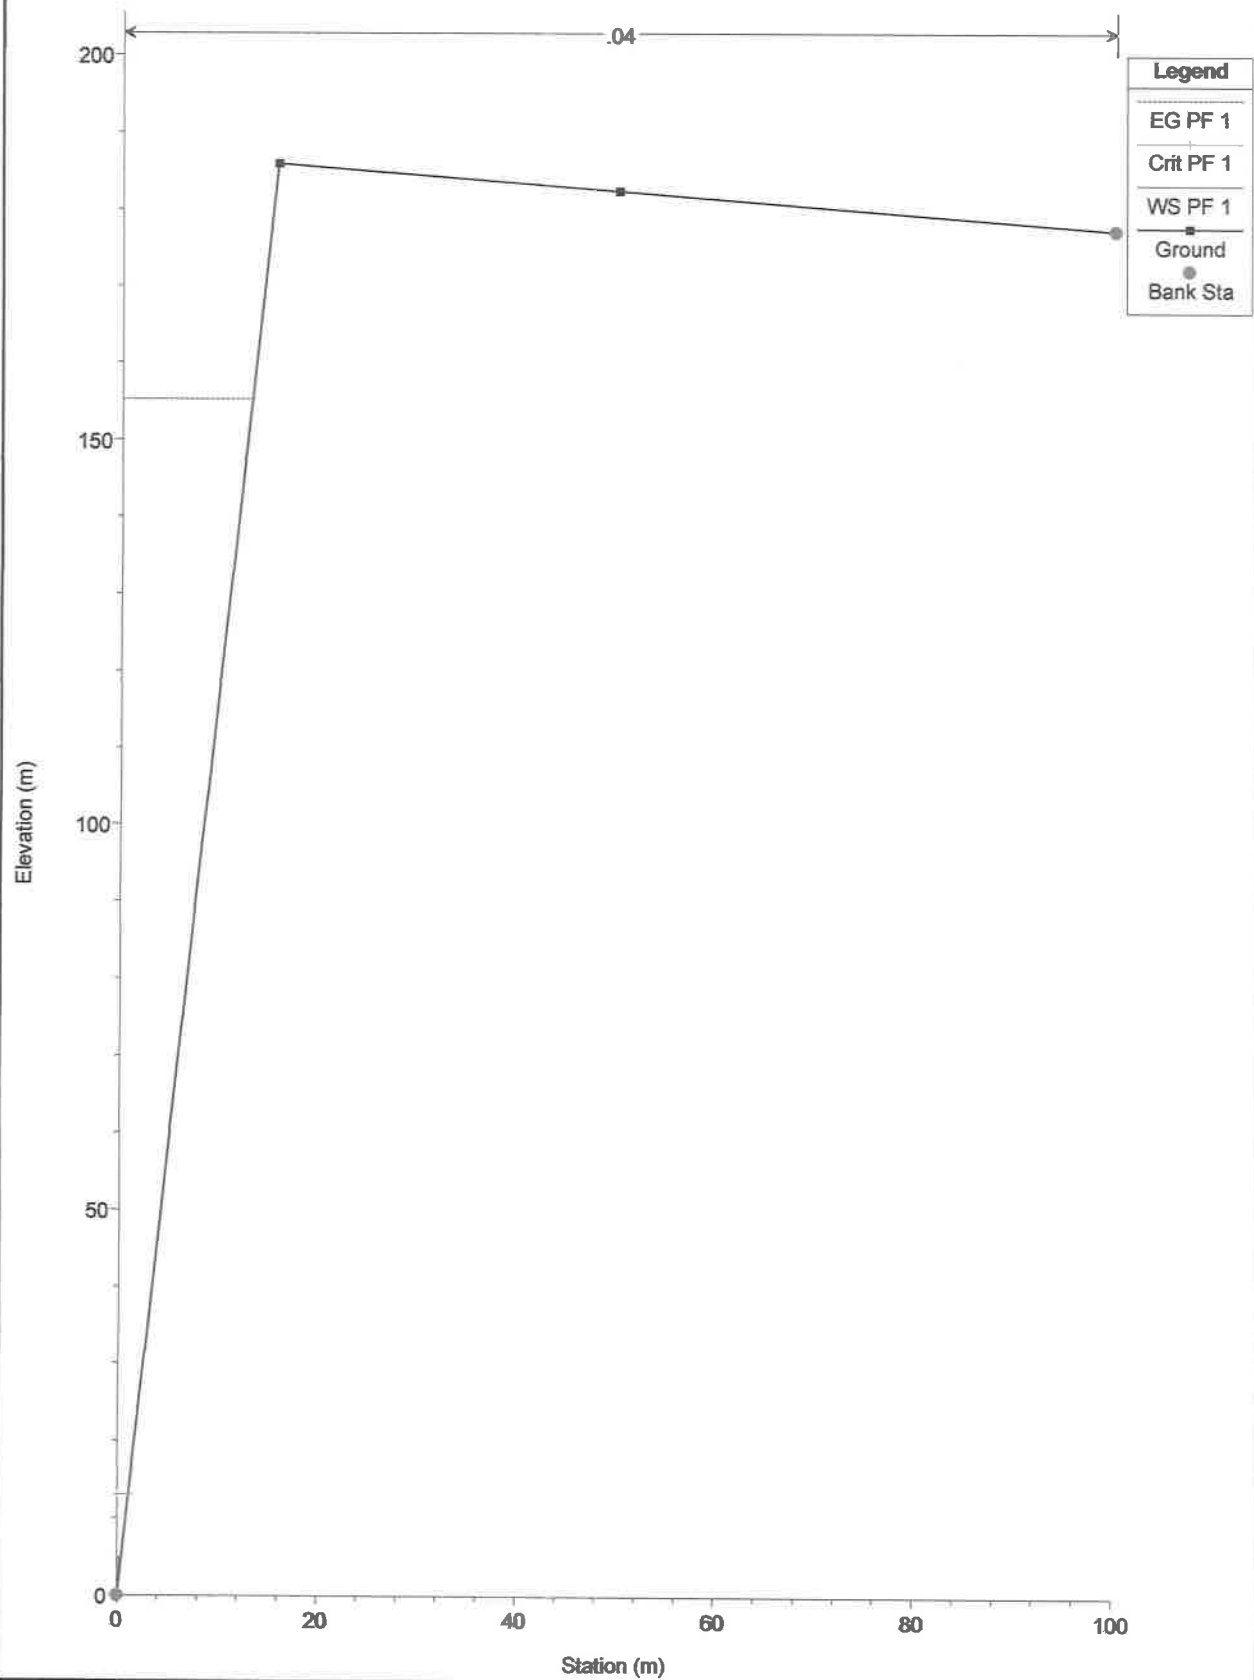 .04
200
150
100
50
0
Elevation (m)
0 20 40 60 80 100
Station (m)
Legend
EG PF 1
Crit PF 1
WS PF 1
Ground
Bank Sta